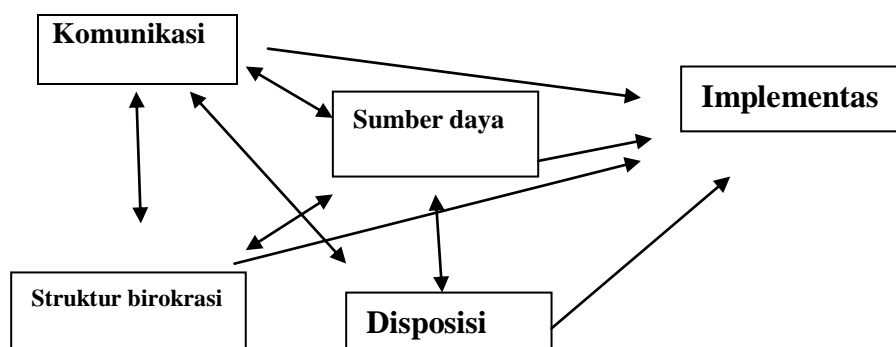 Komunikasi
Sumber daya
Implementas
Struktur birokrasi
Disposisi